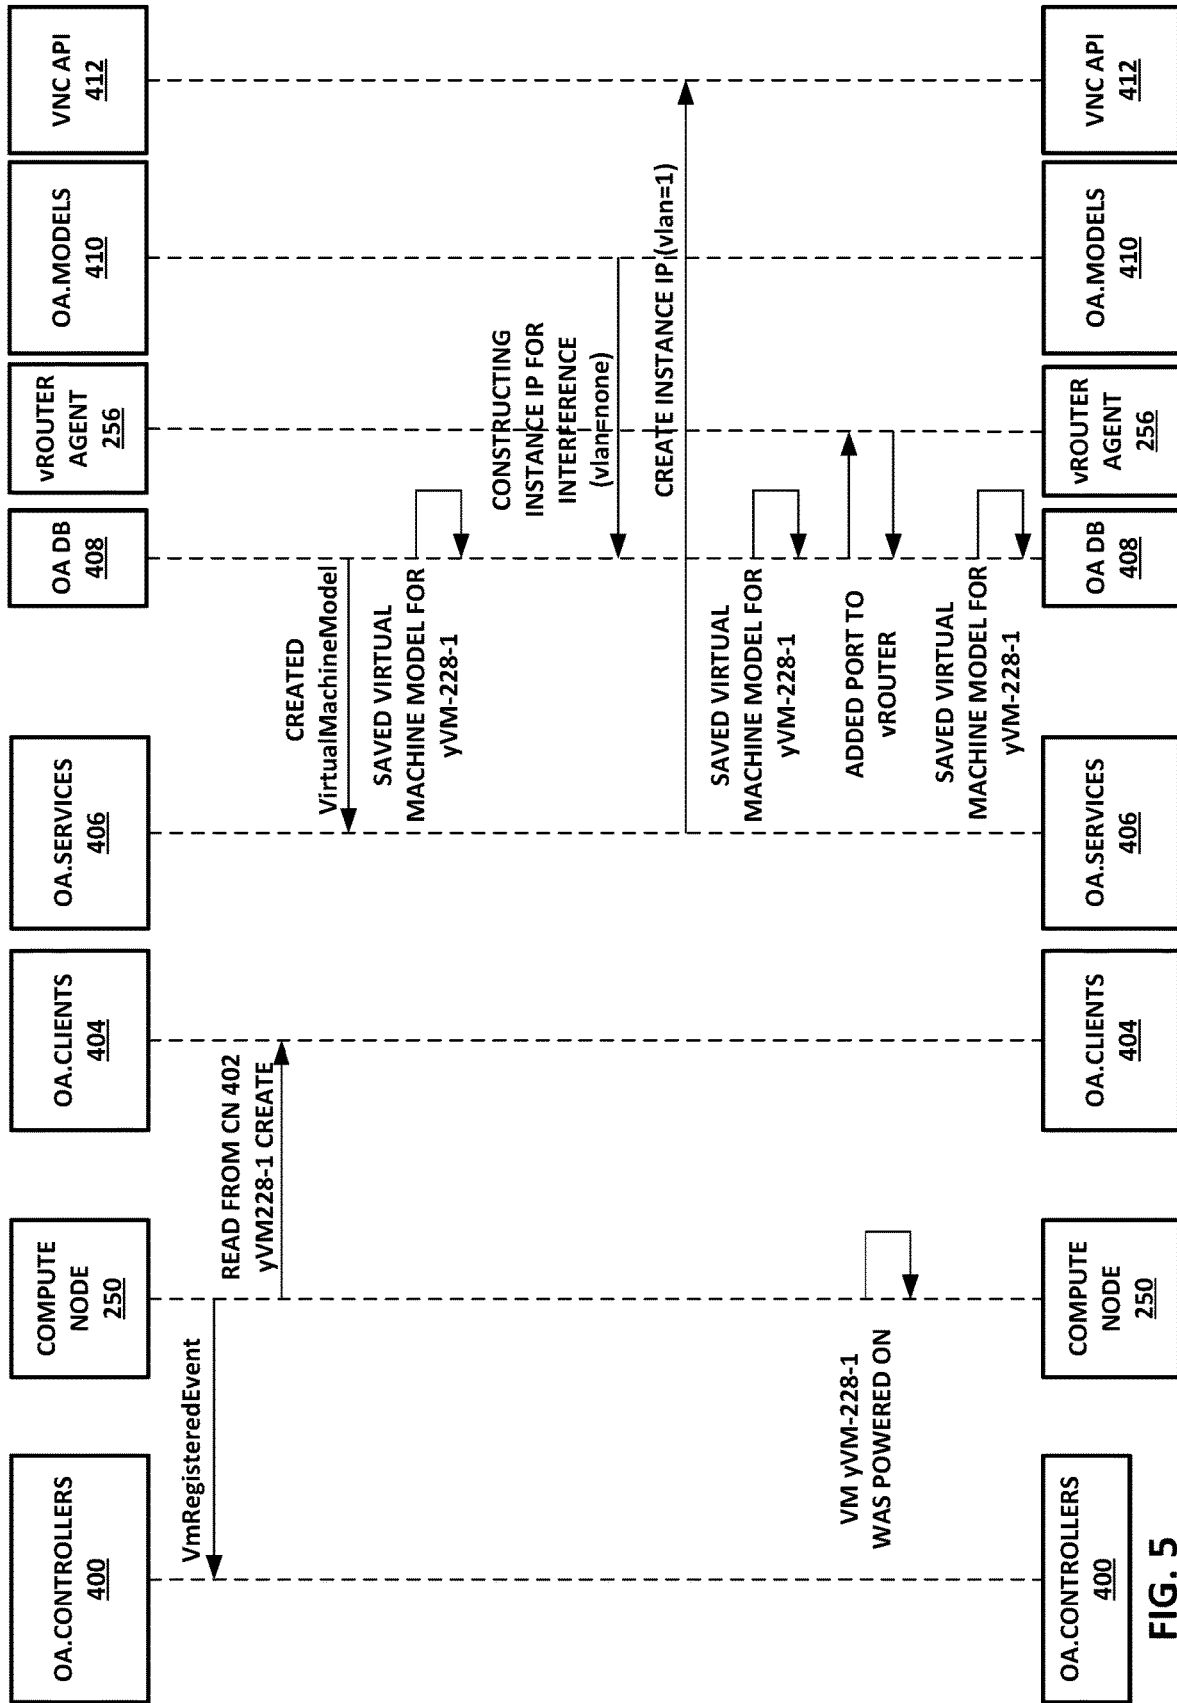 OA.CONTROLLERS
400
COMPUTE
NODE
250
OA.CLIENTS
404
OA.SERVICES
406
OA DB
408
vROUTER
AGENT
256
OA.MODELS
410
VNC API
412
VmRegisteredEvent
READ FROM CN 402
yVM228-1 CREATE
CREATED
VirtualMachineModel
SAVED VIRTUAL
MACHINE MODEL FOR
yVM-228-1
CONSTRUCTING
INSTANCE IP FOR
INTERFERENCE
(vlan=none)
CREATE INSTANCE IP (vlan=1)
SAVED VIRTUAL
MACHINE MODEL FOR
yVM-228-1
VM yVM-228-1
WAS POWERED ON
ADDED PORT TO
vROUTER
SAVED VIRTUAL
MACHINE MODEL FOR
yVM-228-1
OA.CONTROLLERS
400
COMPUTE
NODE
250
OA.CLIENTS
404
OA.SERVICES
406
OA DB
408
vROUTER
AGENT
256
OA.MODELS
410
VNC API
412
FIG. 5